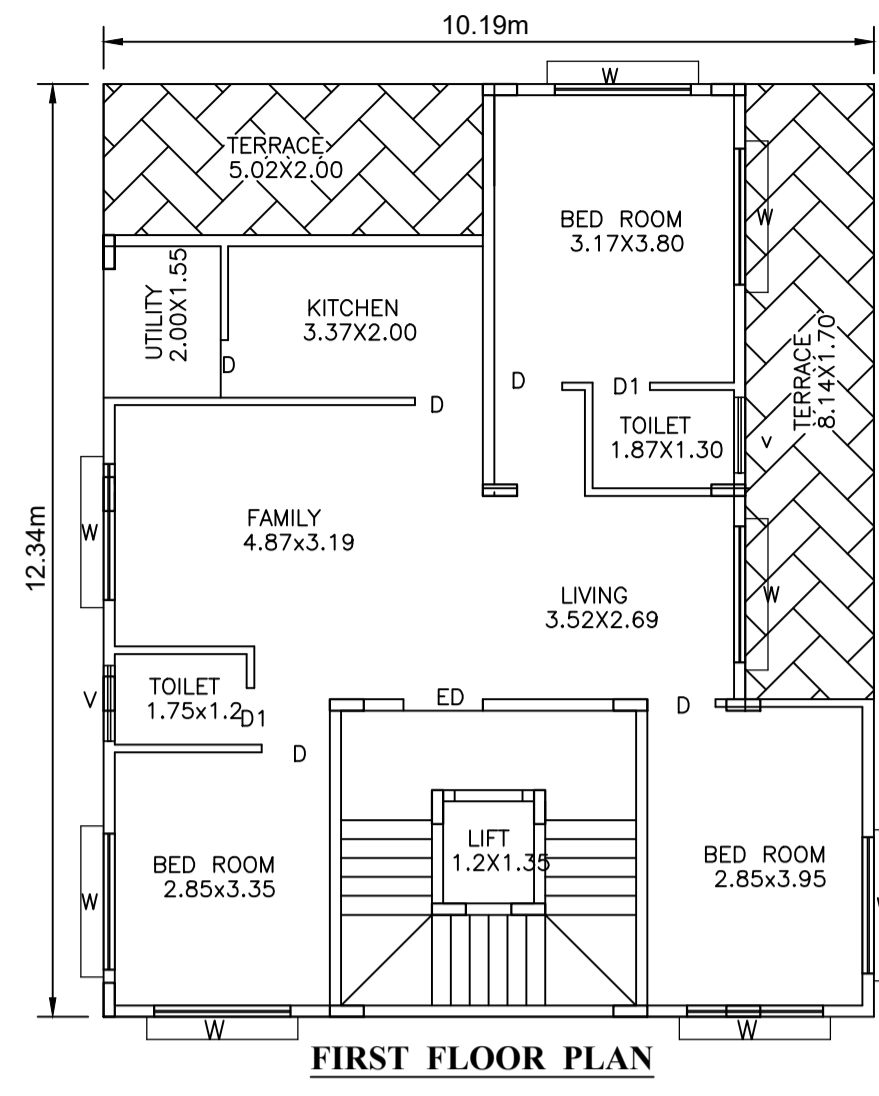 10.19m
W
TERRACE
5.02X2.00
BED ROOM
3.17X3.80
W
UTILITY
2.00X1.55
KITCHEN
3.37X2.00
TERRACE
8.14X1.70
D
D
D1
D
TOILET
1.87X1.30
V
12.34m
W
FAMILY
4.87x3.19
LIVING
3.52X2.69
W
V
TOILET
1.75x1.2
D1
ED
D
D
LIFT
1.2X1.35
BED ROOM
2.85x3.35
BED ROOM
2.85x3.95
W
W
W
FIRST FLOOR PLAN